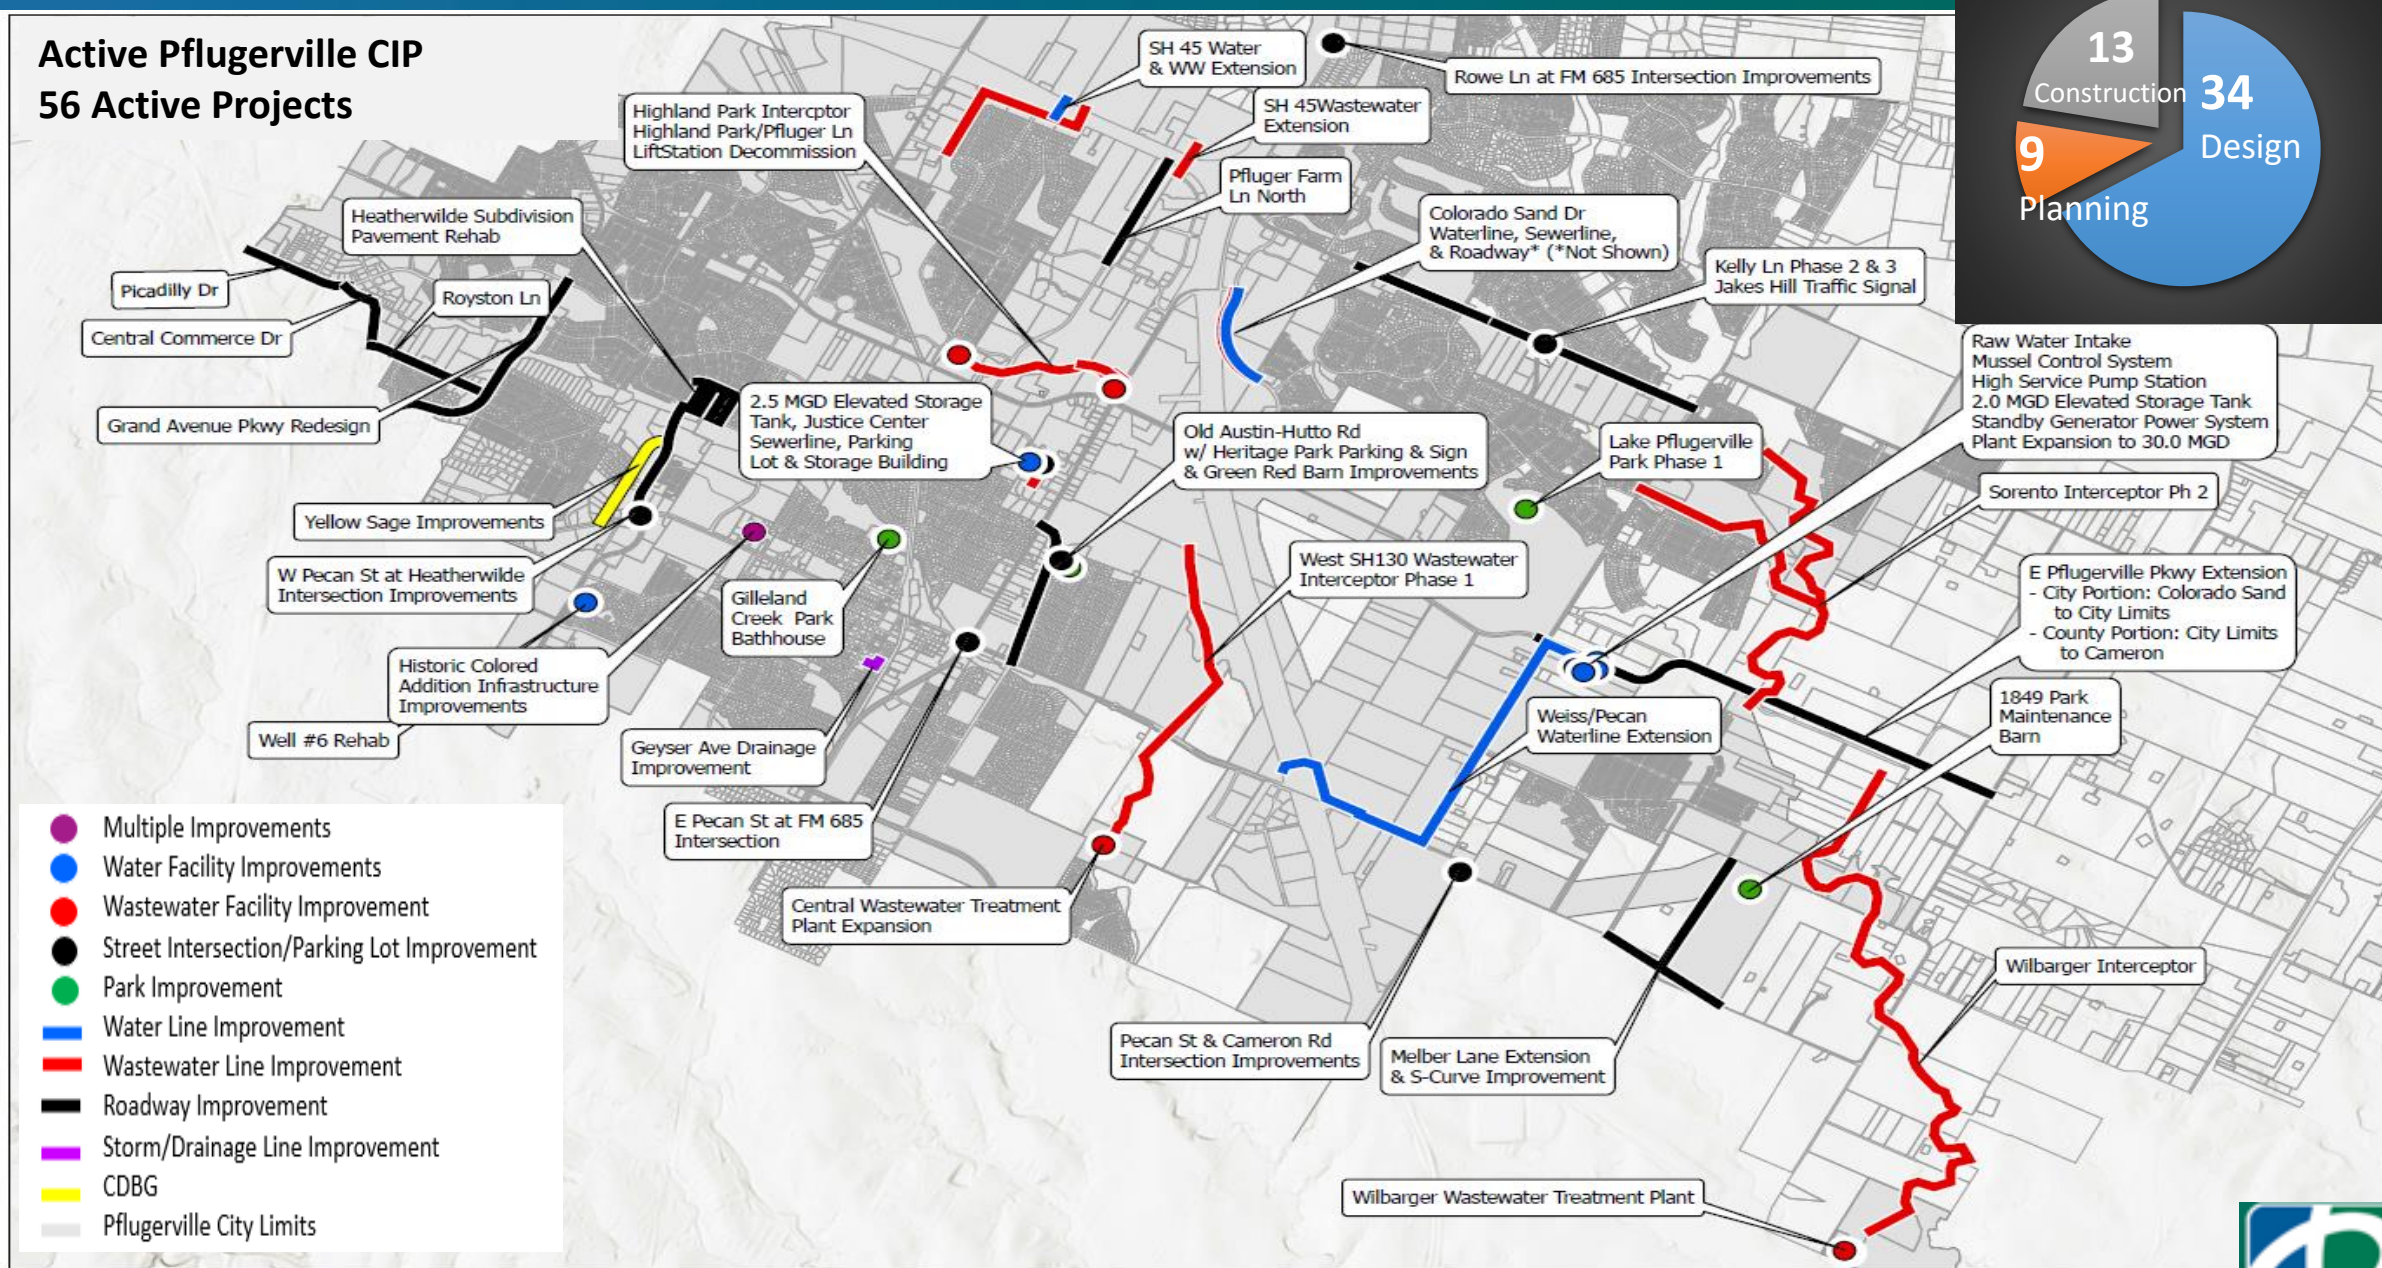 Active Pflugerville CIP
56 Active Projects
13
Construction
34
Design
9
Planning
SH 45 Water
& WW Extension
Rowe Ln at FM 685 Intersection Improvements
Highland Park Intercptor
Highland Park/Pfluger Ln
LiftStation Decommission
SH 45Wastewater
Extension
Pfluger Farm
Ln North
Heatherwilde Subdivision
Pavement Rehab
Colorado Sand Dr
Waterline, Sewerline,
& Roadway* (*Not Shown)
Kelly Ln Phase 2 & 3
Jakes Hill Traffic Signal
Picadilly Dr
Royston Ln
Central Commerce Dr
Raw Water Intake
Mussel Control System
High Service Pump Station
2.0 MGD Elevated Storage Tank
Standby Generator Power System
Plant Expansion to 30.0 MGD
Grand Avenue Pkwy Redesign
2.5 MGD Elevated Storage
Tank, Justice Center
Sewerline, Parking
Lot & Storage Building
Old Austin-Hutto Rd
w/ Heritage Park Parking & Sign
& Green Red Barn Improvements
Lake Pflugerville
Park Phase 1
Sorento Interceptor Ph 2
Yellow Sage Improvements
West SH130 Wastewater
Interceptor Phase 1
W Pecan St at Heatherwilde
Intersection Improvements
Gilleland
Creek Park
Bathhouse
E Pflugerville Pkwy Extension
- City Portion: Colorado Sand
to City Limits
- County Portion: City Limits
to Cameron
Historic Colored
Addition Infrastructure
Improvements
1849 Park
Maintenance
Barn
Well #6 Rehab
Geyser Ave Drainage
Improvement
Weiss/Pecan
Waterline Extension
E Pecan St at FM 685
Intersection
Central Wastewater Treatment
Plant Expansion
Wilbarger Interceptor
Pecan St & Cameron Rd
Intersection Improvements
Melber Lane Extension
& S-Curve Improvement
Wilbarger Wastewater Treatment Plant
Multiple Improvements
Water Facility Improvements
Wastewater Facility Improvement
Street Intersection/Parking Lot Improvement
Park Improvement
Water Line Improvement
Wastewater Line Improvement
Roadway Improvement
Storm/Drainage Line Improvement
CDBG
Pflugerville City Limits